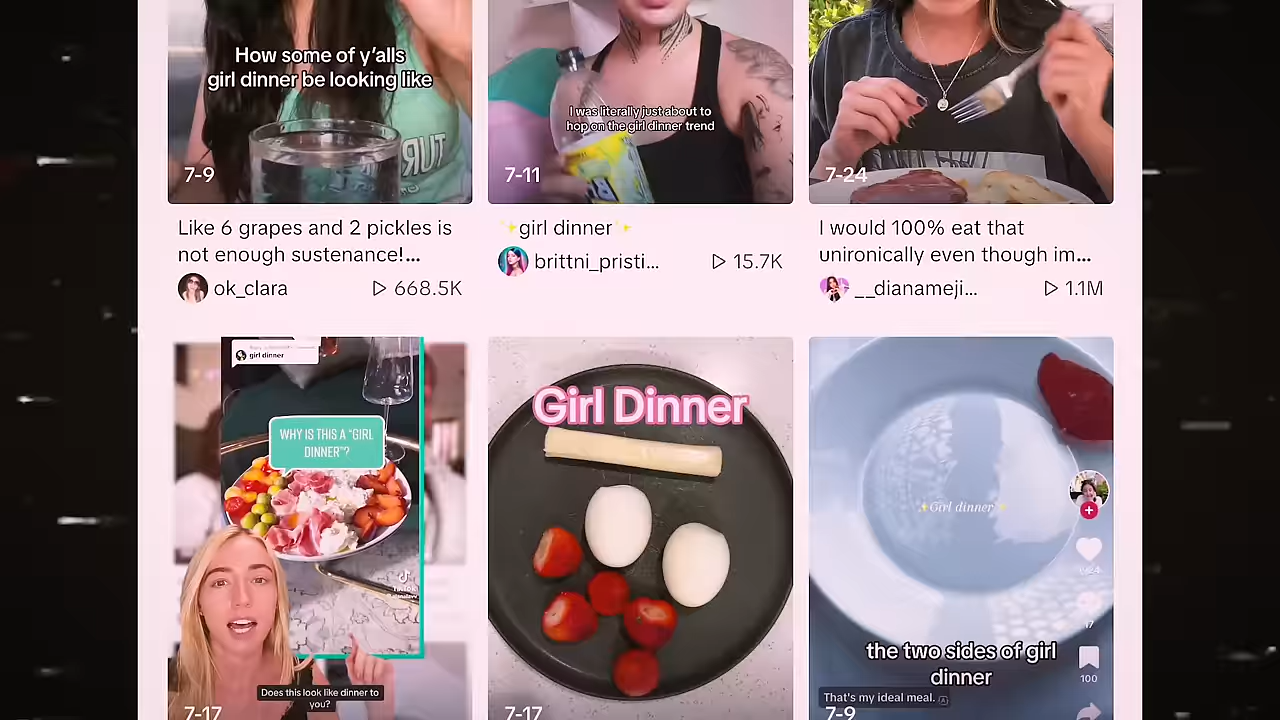 How some of y'alls
girl dinner be looking like
7-9
Like 6 grapes and 2 pickles is
not enough sustenance!...
ok_clara
668.5K
I was literally just about to
hop on the girl dinner trend
7-11
✨girl dinner✨
brittni_pristi...
15.7K
7-24
I would 100% eat that
unironically even though im...
__dianameji...
1.1M
girl dinner
WHY IS THIS A "GIRL
DINNER"?
TikTok
Does this look like dinner to
you?
7-17
Girl Dinner
7-17
✨Girl dinner✨
the two sides of girl
dinner
That's my ideal meal.
100
7-9